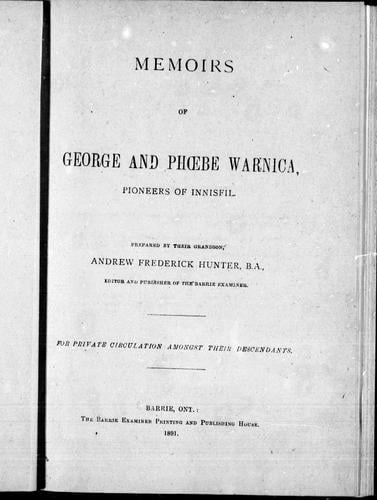 MEMOIRS
OF
GEORGE AND PHŒBE WARNICA,
PIONEERS OF INNISFIL.
PREPARED BY THEIR GRANDSON,
ANDREW FREDERICK HUNTER, B.A.,
EDITOR AND PUBLISHER OF THE BARRIE EXAMINER.
FOR PRIVATE CIRCULATION AMONGST THEIR DESCENDANTS.
BARRIE, ONT.:
THE BARRIE EXAMINER PRINTING AND PUBLISHING HOUSE.
1891.